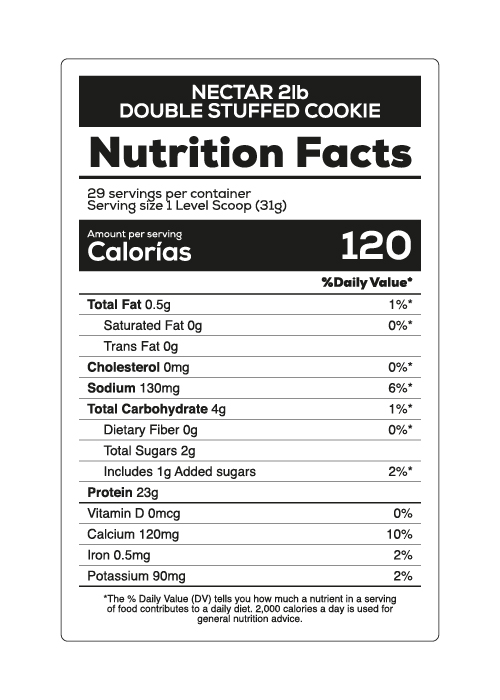 NECTAR 2lb
DOUBLE STUFFED COOKIE
Nutrition Facts
29 servings per container
Serving size 1 Level Scoop (31g)
Amount per serving
Calorías 120
%Daily Value*
Total Fat 0.5g 1%*
Saturated Fat 0g 0%*
Trans Fat 0g
Cholesterol 0mg 0%*
Sodium 130mg 6%*
Total Carbohydrate 4g 1%*
Dietary Fiber 0g 0%*
Total Sugars 2g
Includes 1g Added sugars 2%*
Protein 23g
Vitamin D 0mcg 0%
Calcium 120mg 10%
Iron 0.5mg 2%
Potassium 90mg 2%
*The % Daily Value (DV) tells you how much a nutrient in a serving
of food contributes to a daily diet. 2,000 calories a day is used for
general nutrition advice.